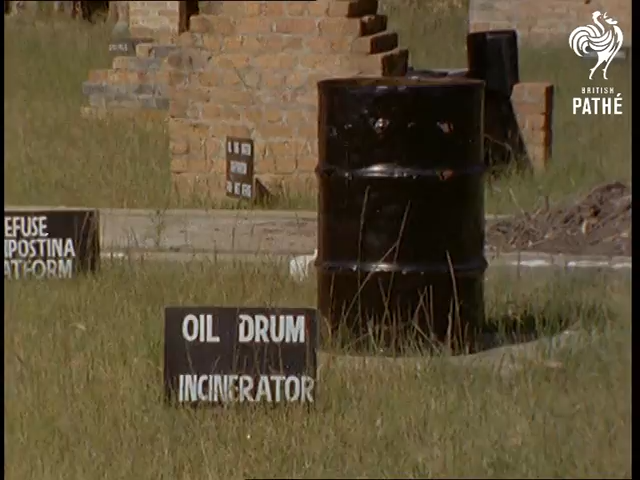 BRITISH
PATHÉ
EFUSE
MPOSTINA
ATFORM
OIL DRUM
INCINERATOR